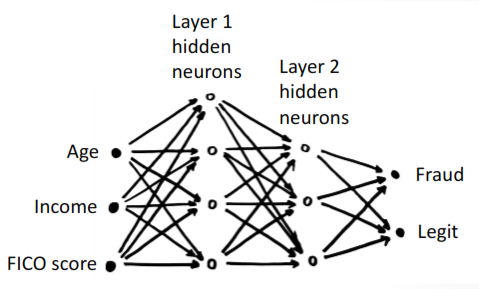 Layer 1
hidden
neurons
Layer 2
hidden
neurons
Age
Income
FICO score
Fraud
Legit